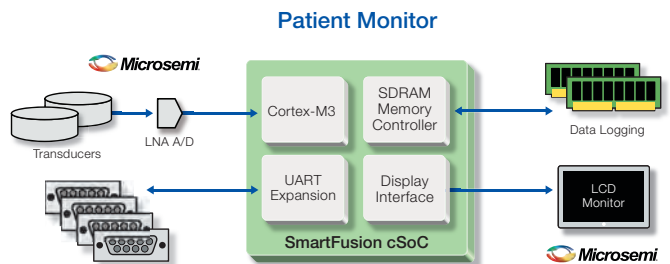 Patient Monitor
Microsemi
Cortex-M3
SDRAM
Memory
Controller
Transducers
LNA A/D
Data Logging
UART
Expansion
Display
Interface
LCD
Monitor
SmartFusion cSoC
Microsemi